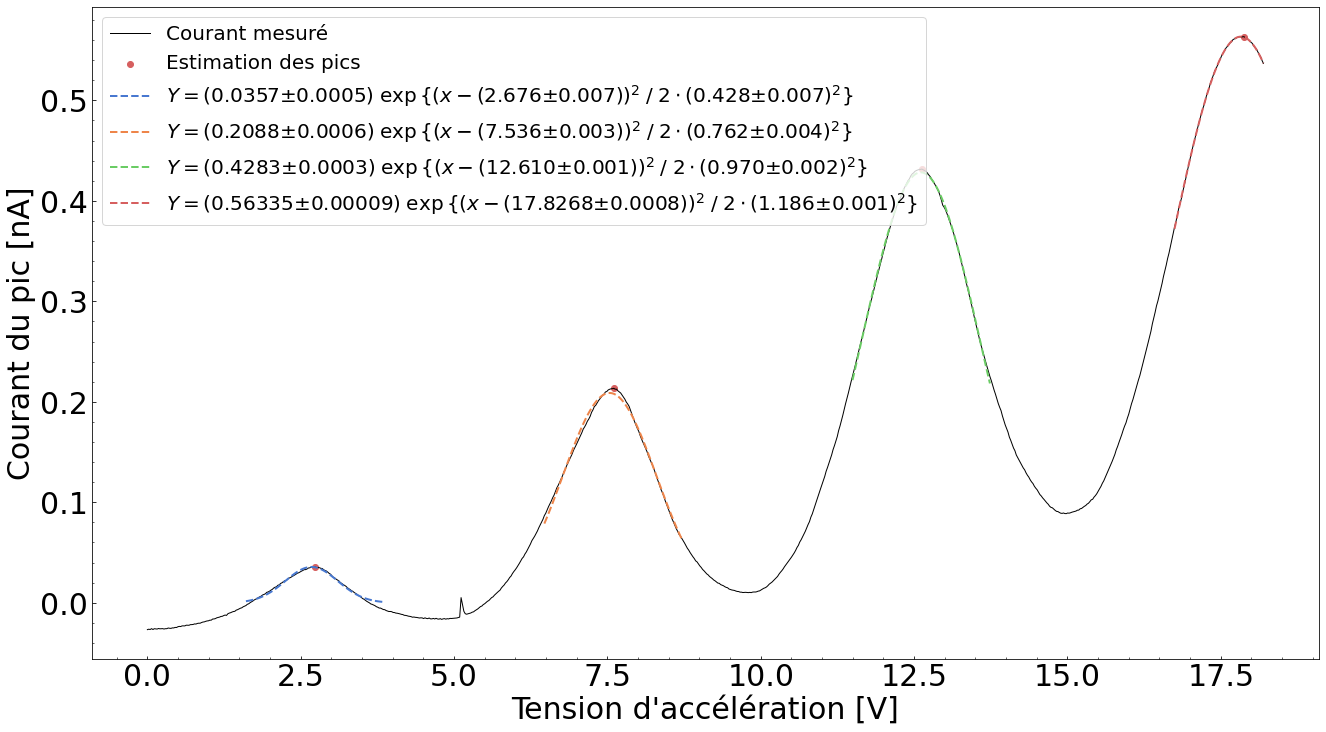 Courant mesuré
Estimation des pics
Y = (0.0357±0.0005) exp {(x − (2.676±0.007))² / 2 · (0.428±0.007)²}
Y = (0.2088±0.0006) exp {(x − (7.536±0.003))² / 2 · (0.762±0.004)²}
Y = (0.4283±0.0003) exp {(x − (12.610±0.001))² / 2 · (0.970±0.002)²}
Y = (0.56335±0.00009) exp {(x − (17.8268±0.0008))² / 2 · (1.186±0.001)²}
Courant du pic [nA]
0.5
0.4
0.3
0.2
0.1
0.0
0.0 2.5 5.0 7.5 10.0 12.5 15.0 17.5
Tension d'accélération [V]